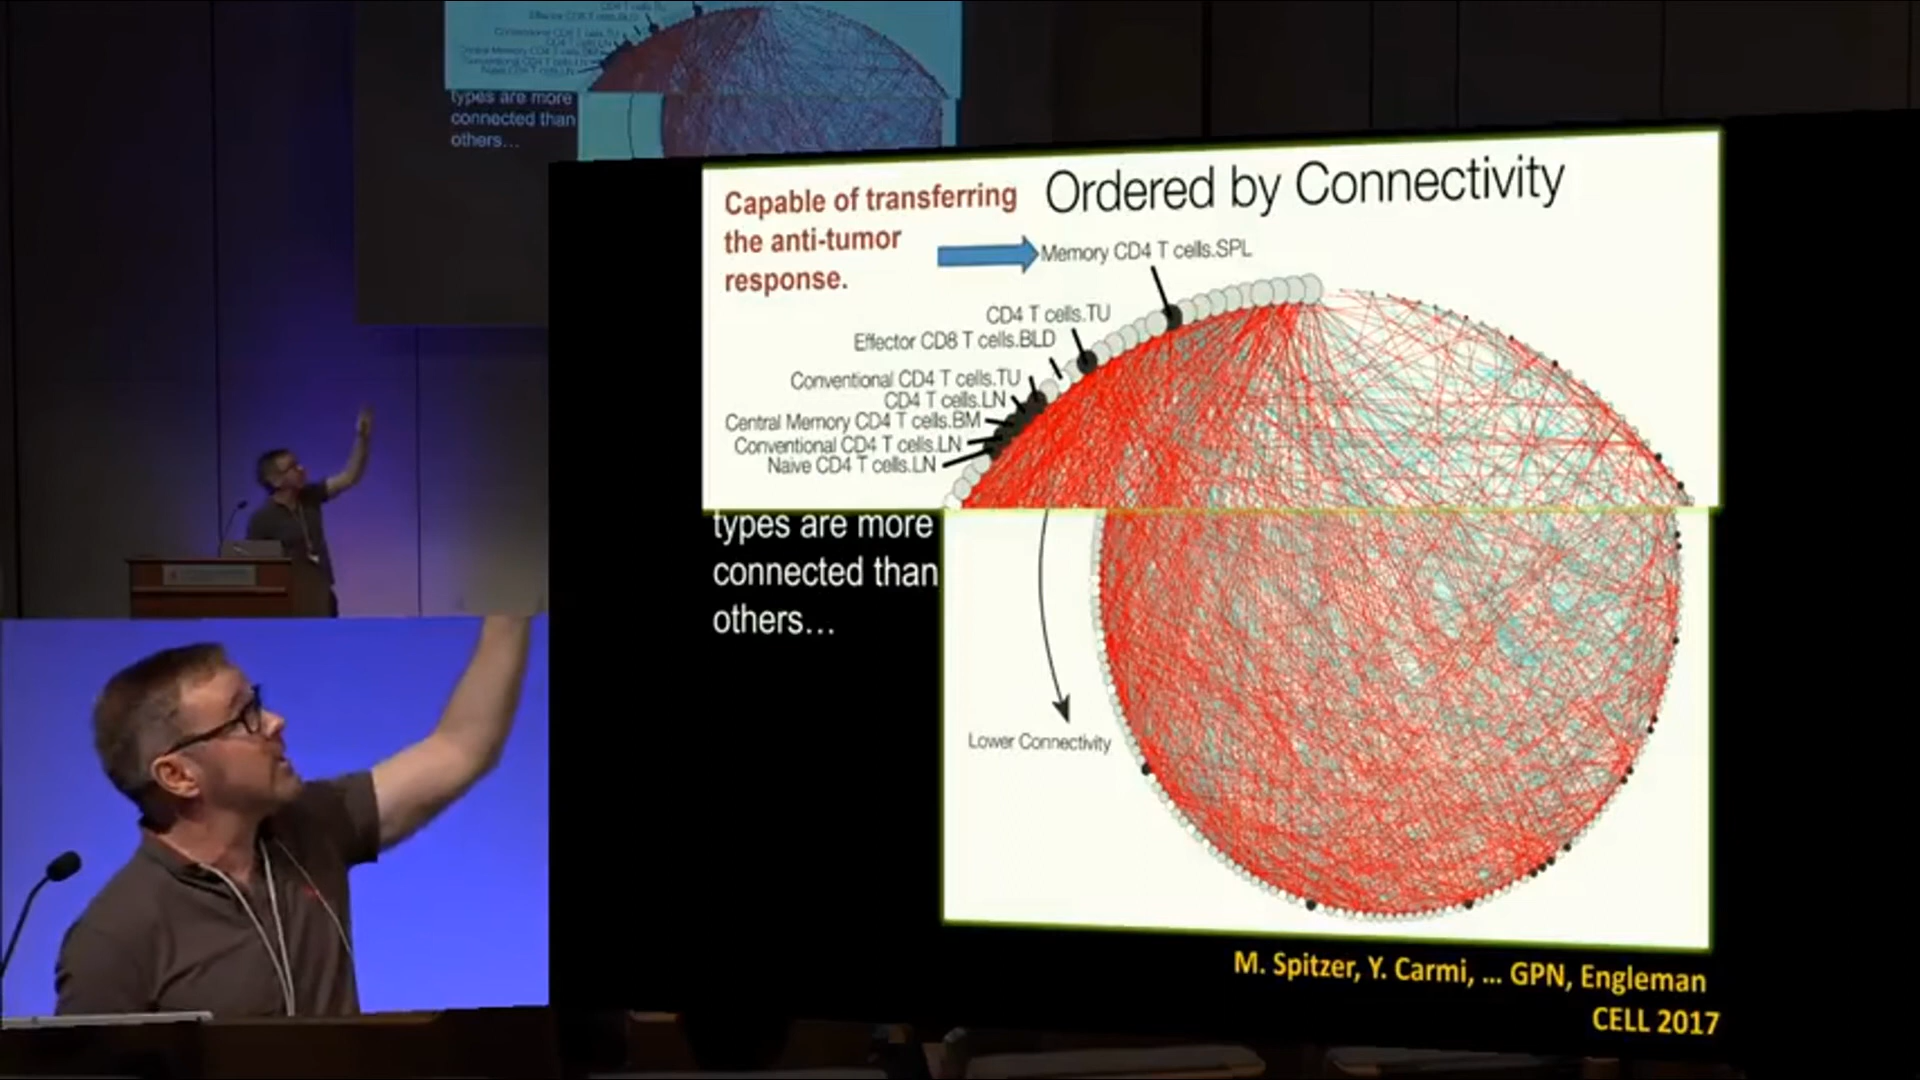 types are more
connected than
others...
Capable of transferring
the anti-tumor
response.
Ordered by Connectivity
Memory CD4 T cells.SPL
CD4 T cells.TU
Effector CD8 T cells.BLD
Conventional CD4 T cells.TU
CD4 T cells.LN
Central Memory CD4 T cells.BM
Conventional CD4 T cells.LN
Naive CD4 T cells.LN
types are more
connected than
others...
Lower Connectivity
M. Spitzer, Y. Carmi, ... GPN, Engleman
CELL 2017